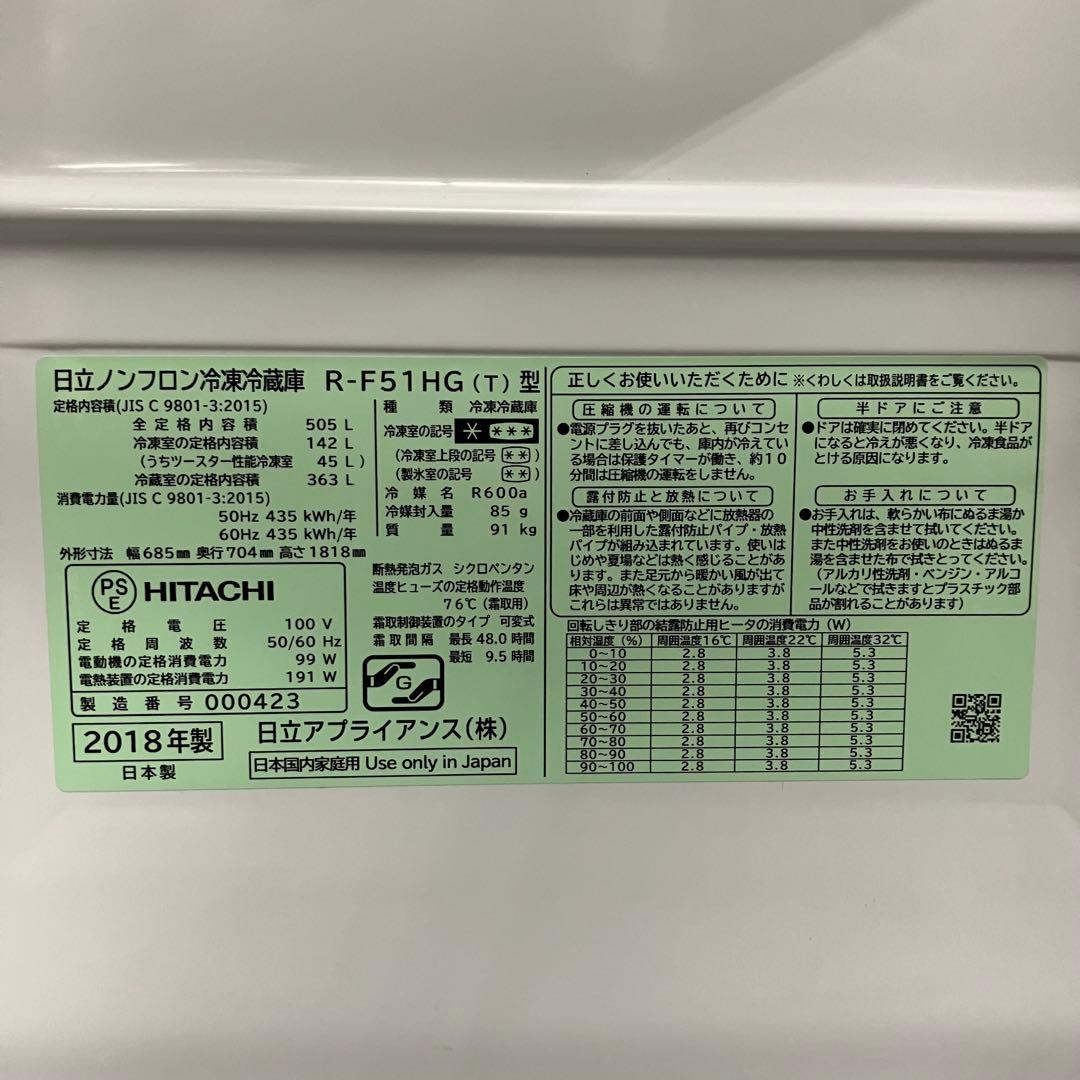 日立ノンフロン冷凍冷蔵庫 R-F51HG(T)型
定格内容積(JIS C 9801-3:2015)
全定格内容積 505 L
冷凍室の定格内容積 142 L
(うちツースター性能冷凍室 45 L)
冷蔵室の定格内容積 363 L
消費電力量(JIS C 9801-3:2015)
50Hz 435 kWh/年
60Hz 435 kWh/年
外形寸法 幅685mm 奥行704mm 高さ1818mm
PS
E
HITACHI
定格電圧 100 V
定格周波数 50/60 Hz
電動機の定格消費電力 99 W
電熱装置の定格消費電力 191 W
製造番号 000423
2018年製
日本製
種類 冷凍冷蔵庫
冷凍室の記号 * ***
(冷凍室上段の記号 **)
(製氷室の記号 **)
冷媒名 R600a
冷媒封入量 85 g
質量 91 kg
断熱発泡ガス シクロペンタン
温度ヒューズの定格動作温度
76℃(霜取用)
霜取制御装置のタイプ 可変式
霜取間隔 最長 48.0時間
最短 9.5時間
G
日立アプライアンス(株)
日本国内家庭用 Use only in Japan
正しくお使いいただくために ※くわしくは取扱説明書をご覧ください。
圧縮機の運転について
●電源プラグを抜いたあと、再びコンセ
ントに差し込んでも、庫内が冷えてい
る場合は保護タイマーが働き、約10
分間は圧縮機の運転をしません。
露付防止と放熱について
●冷蔵庫の前面や側面などに放熱器の
一部を利用した露付防止パイプ・放熱
パイプが組み込まれています。使いは
じめや夏場などは熱く感じることがあ
ります。また足元から暖かい風が出て
床や周辺が熱くなることがありますが
これらは異常ではありません。
半ドアにご注意
●ドアは確実に閉めてください。半ドア
になると冷えが悪くなり、冷凍食品が
とける原因になります。
お手入れについて
●お手入れは、軟らかい布にぬるま湯か
中性洗剤を含ませて拭いてください。
また中性洗剤をお使いのときはぬるま
湯を含ませた布で拭きとってください。
(アルカリ性洗剤・ベンジン・アルコ
ールなどで拭きますとプラスチック部
品が割れることがあります)
回転しきり部の結露防止用ヒータの消費電力(W)
相対湿度(%) 周囲温度16℃ 周囲温度22℃ 周囲温度32℃
0~10 2.8 3.8 5.3
10~20 2.8 3.8 5.3
20~30 2.8 3.8 5.3
30~40 2.8 3.8 5.3
40~50 2.8 3.8 5.3
50~60 2.8 3.8 5.3
60~70 2.8 3.8 5.3
70~80 2.8 3.8 5.3
80~90 2.8 3.8 5.3
90~100 2.8 3.8 5.3